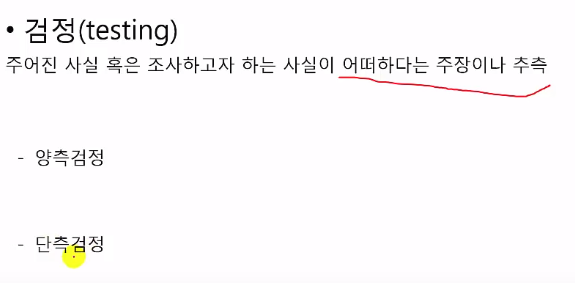 • 검정(testing)
주어진 사실 혹은 조사하고자 하는 사실이 어떠하다는 주장이나 추측
- 양측검정
- 단측검정